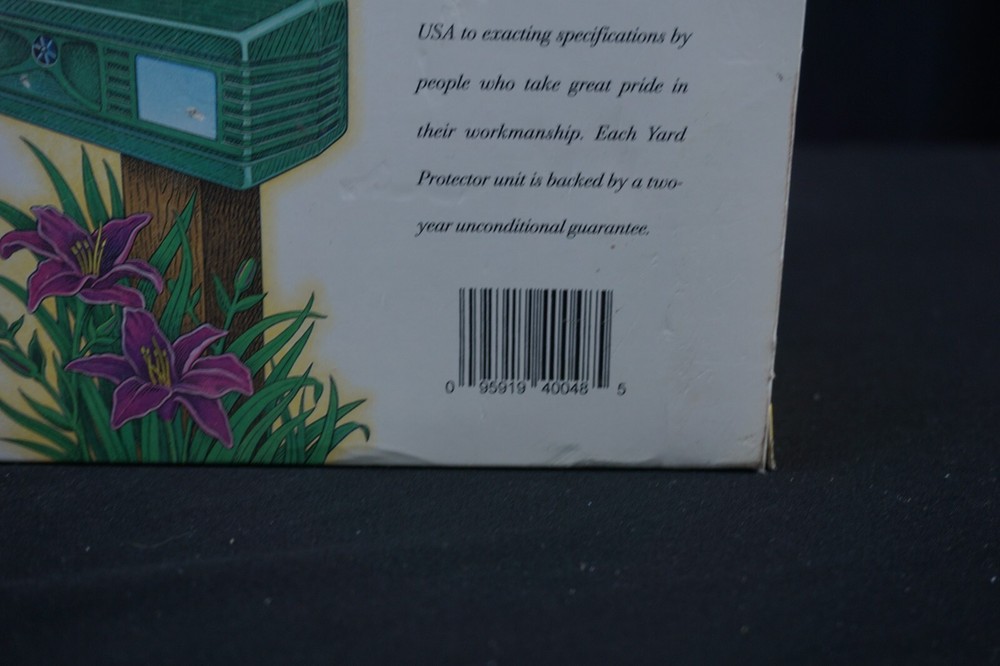 USA to exacting specifications by
people who take great pride in
their workmanship. Each Yard
Protector unit is backed by a two-
year unconditional guarantee.
0 95919 40048 5